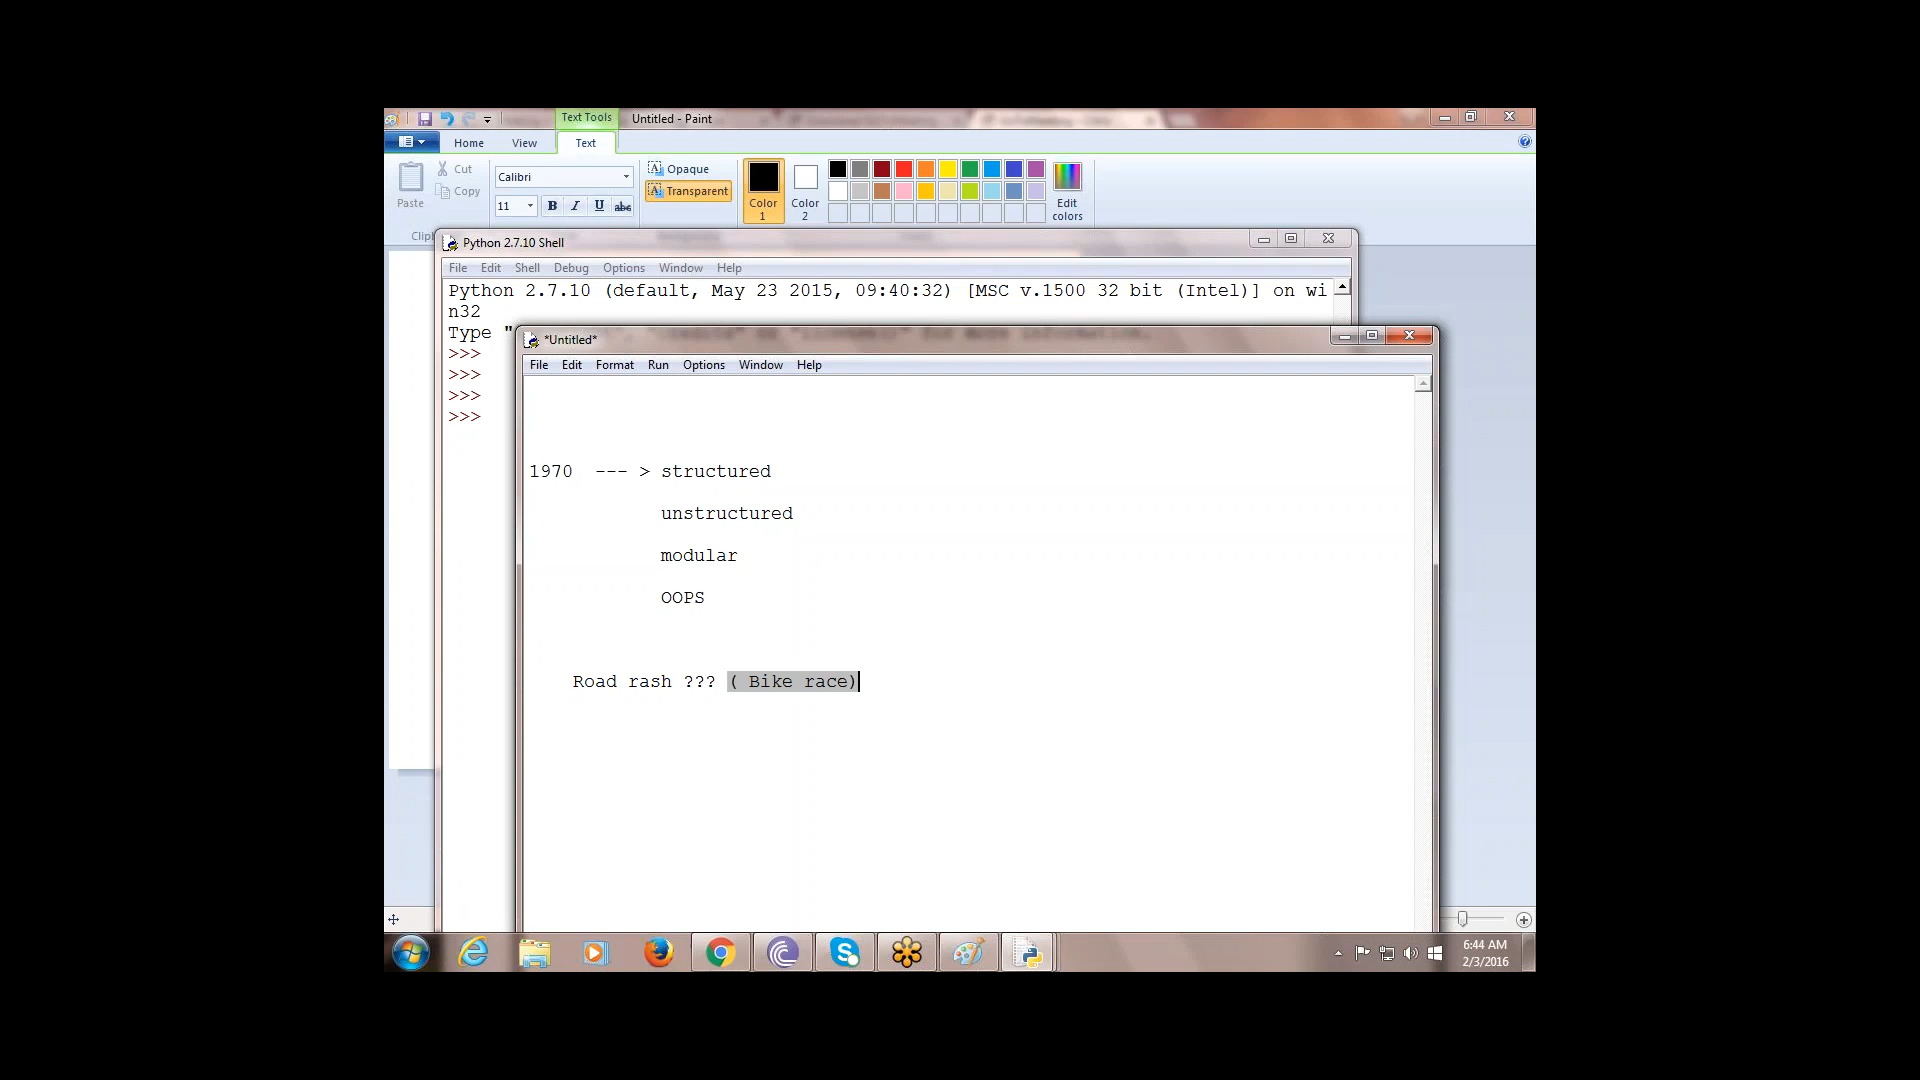 Text Tools Untitled - Paint
Home View Text
Paste Cut Copy
Calibri
11 B I U abc
Opaque
Transparent
Color 1
Color 2
Edit colors
Clip
Python 2.7.10 Shell
File Edit Shell Debug Options Window Help
Python 2.7.10 (default, May 23 2015, 09:40:32) [MSC v.1500 32 bit (Intel)] on wi
n32
Type "
>>>
>>>
>>>
>>>
*Untitled*
File Edit Format Run Options Window Help
1970 --- > structured
unstructured
modular
OOPS
Road rash ??? ( Bike race)
6:44 AM
2/3/2016